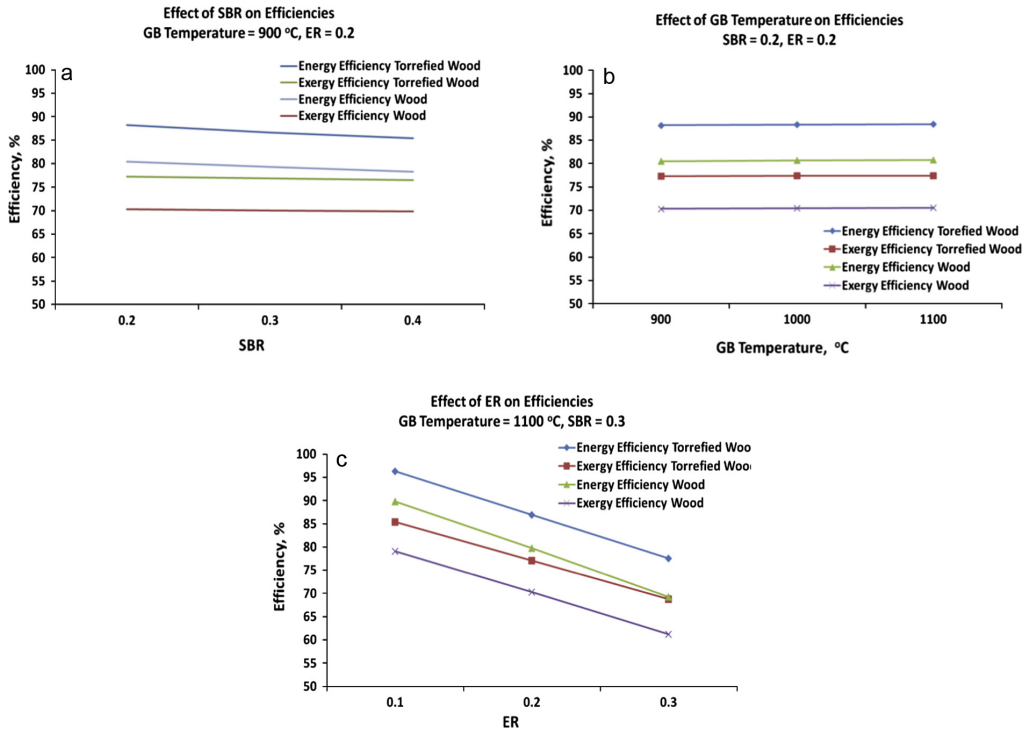 Effect of SBR on Efficiencies
GB Temperature = 900 °C, ER = 0.2
a
Energy Efficiency Torrefied Wood
Exergy Efficiency Torrefied Wood
Energy Efficiency Wood
Exergy Efficiency Wood
Efficiency, %
100
95
90
85
80
75
70
65
60
55
50
0.2
0.3
0.4
SBR
Effect of GB Temperature on Efficiencies
SBR = 0.2, ER = 0.2
b
Efficiency, %
100
95
90
85
80
75
70
65
60
55
50
Energy Efficiency Torefied Wood
Exergy Efficiency Torrefied Wood
Energy Efficiency Wood
Exergy Efficiency Wood
900
1000
1100
GB Temperature, °C
Effect of ER on Efficiencies
GB Temperature = 1100 °C, SBR = 0.3
c
Energy Efficiency Torrefied Woo
Exergy Efficiency Torrefied Woo
Energy Efficiency Wood
Exergy Efficiency Wood
Efficiency, %
100
95
90
85
80
75
70
65
60
55
50
0.1
0.2
0.3
ER